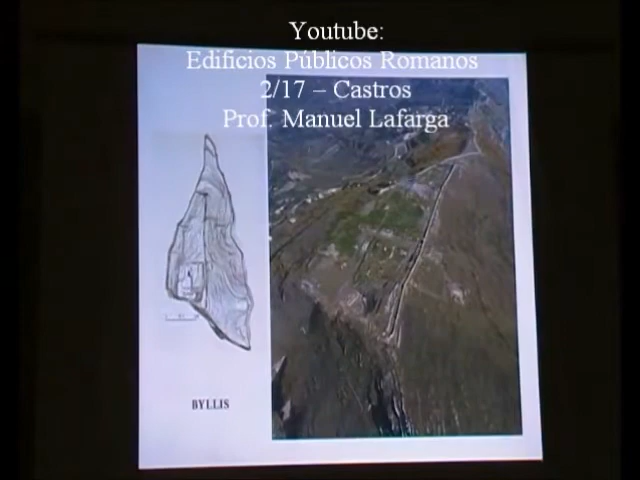 Youtube:
Edificios Públicos Romanos
2/17 – Castros
Prof. Manuel Lafarga
BYLLIS